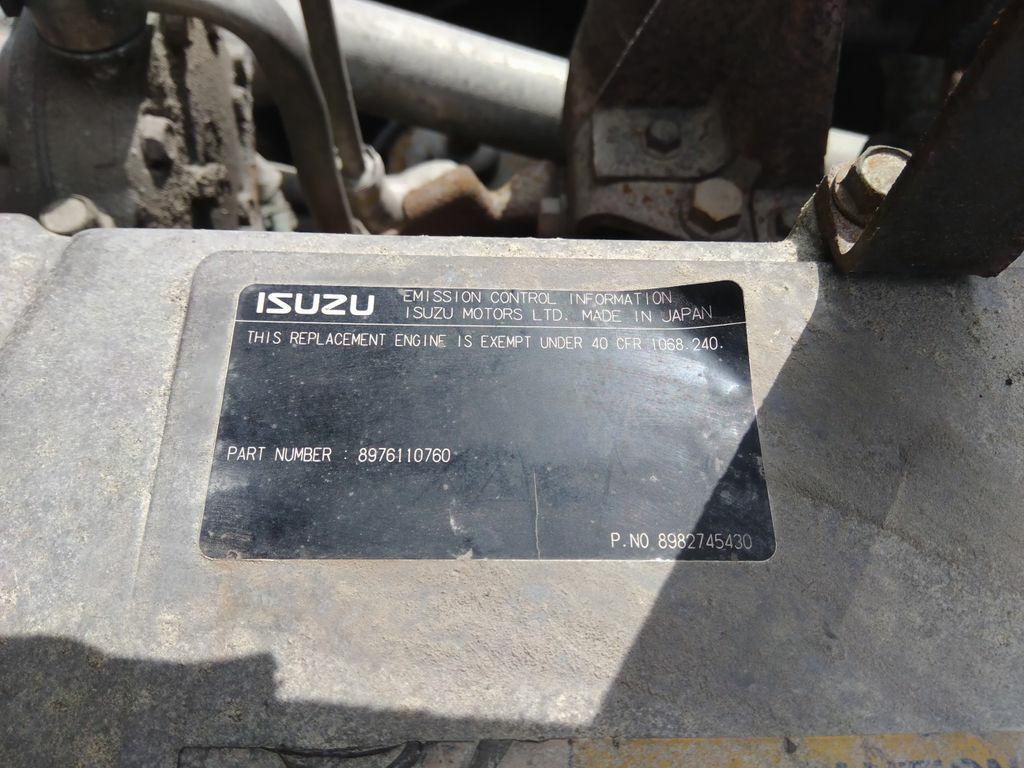 ISUZU
EMISSION CONTROL INFORMATION
ISUZU MOTORS LTD. MADE IN JAPAN
THIS REPLACEMENT ENGINE IS EXEMPT UNDER 40 CFR 1068.240.
PART NUMBER : 8976110760
P.NO 8982745430